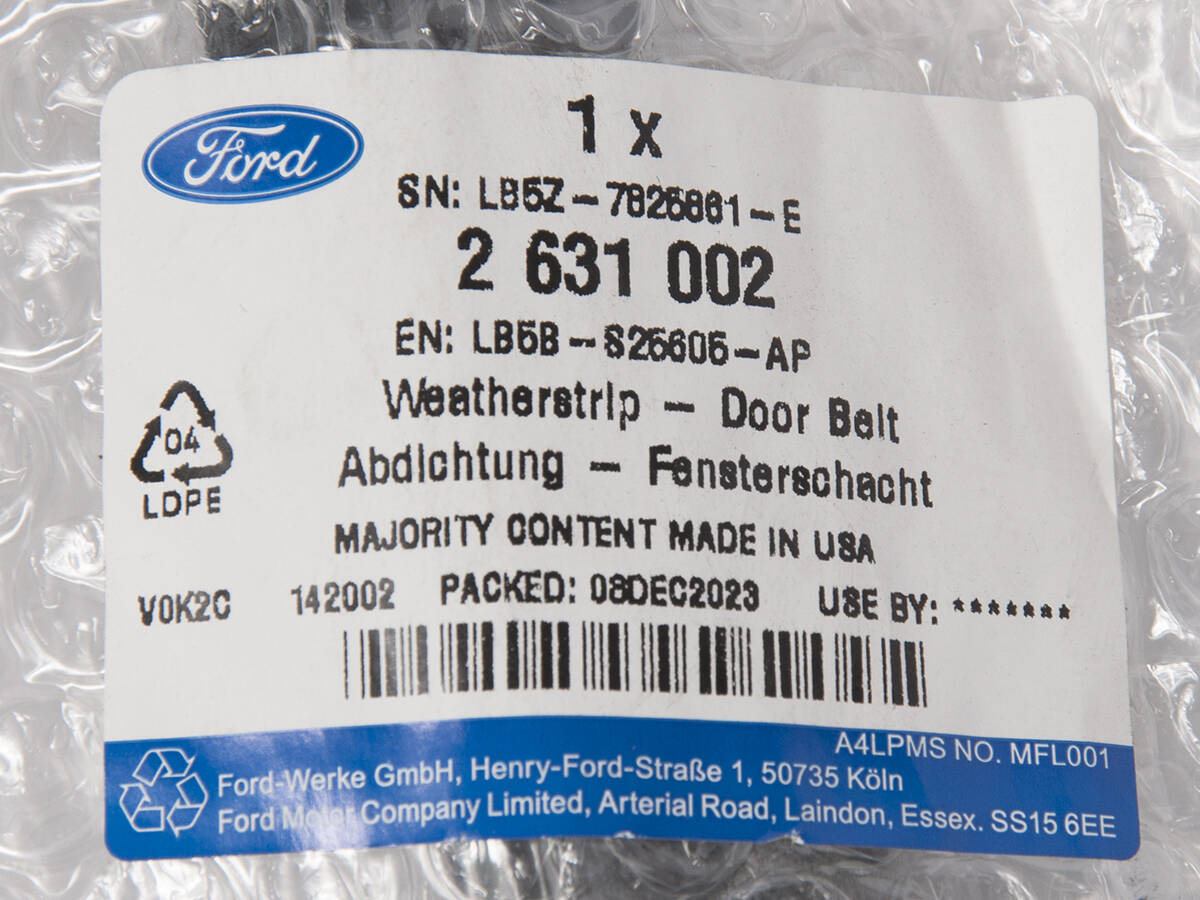 Ford
1 x
SN: LB5Z-7825861-E
2 631 002
EN: LB5B-S25605-AP
Weatherstrip - Door Belt
Abdichtung - Fensterschacht
04
LDPE
MAJORITY CONTENT MADE IN USA
V0K2C 142002 PACKED: 08DEC2023 USE BY: *******
A4LPMS NO. MFL001
Ford-Werke GmbH, Henry-Ford-Straße 1, 50735 Köln
Ford Motor Company Limited, Arterial Road, Laindon, Essex. SS15 6EE